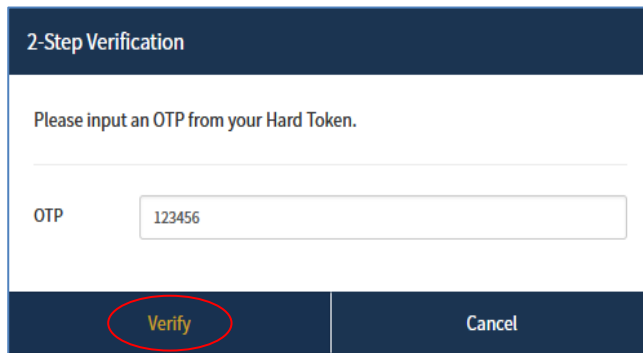 2-Step Verification
Please input an OTP from your Hard Token.
OTP
123456
Verify
Cancel